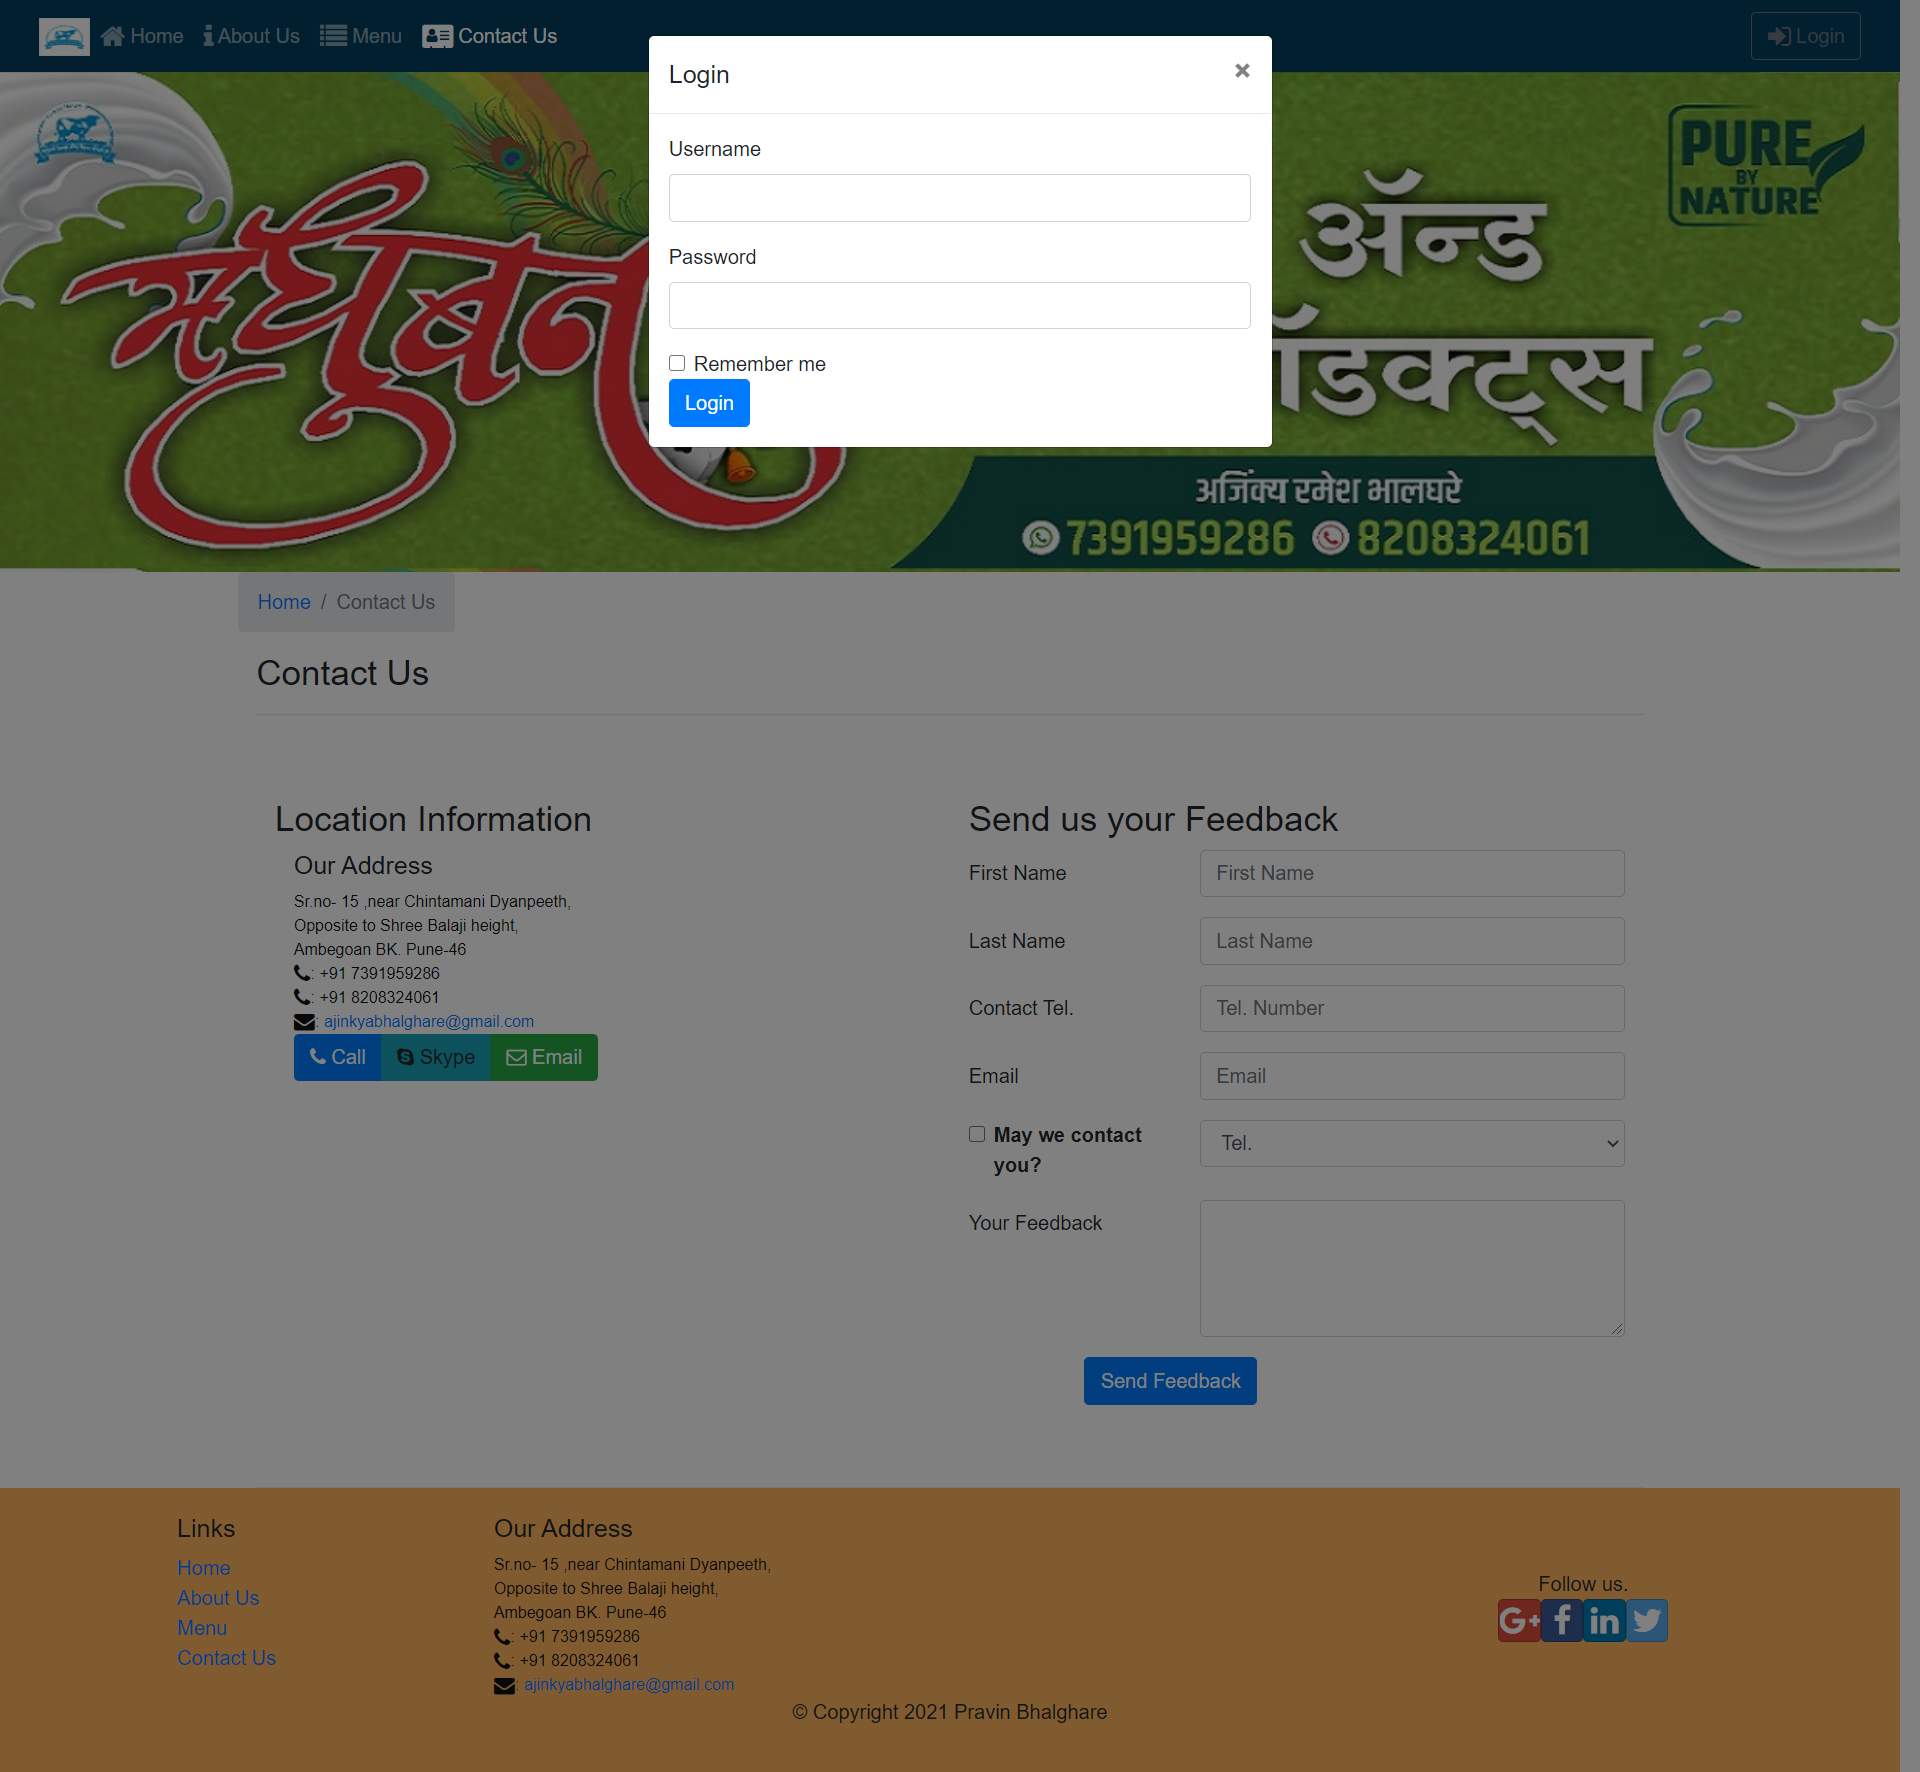 Home About Us Menu Contact Us Login
Login ×
Username
Password
Remember me
Login
PURE
BY
NATURE
मधुबन
ॲन्ड
अजिंक्य रमेश भालघरे
7391959286 8208324061
Home / Contact Us
Contact Us
Location Information
Our Address
Sr.no- 15 ,near Chintamani Dyanpeeth,
Opposite to Shree Balaji height,
Ambegoan BK. Pune-46
: +91 7391959286
: +91 8208324061
: ajinkyabhalghare@gmail.com
Call Skype Email
Send us your Feedback
First Name First Name
Last Name Last Name
Contact Tel. Tel. Number
Email Email
May we contact
you?
Tel.
Your Feedback
Send Feedback
Links
Home
About Us
Menu
Contact Us
Our Address
Sr.no- 15 ,near Chintamani Dyanpeeth,
Opposite to Shree Balaji height,
Ambegoan BK. Pune-46
: +91 7391959286
: +91 8208324061
: ajinkyabhalghare@gmail.com
Follow us.
© Copyright 2021 Pravin Bhalghare